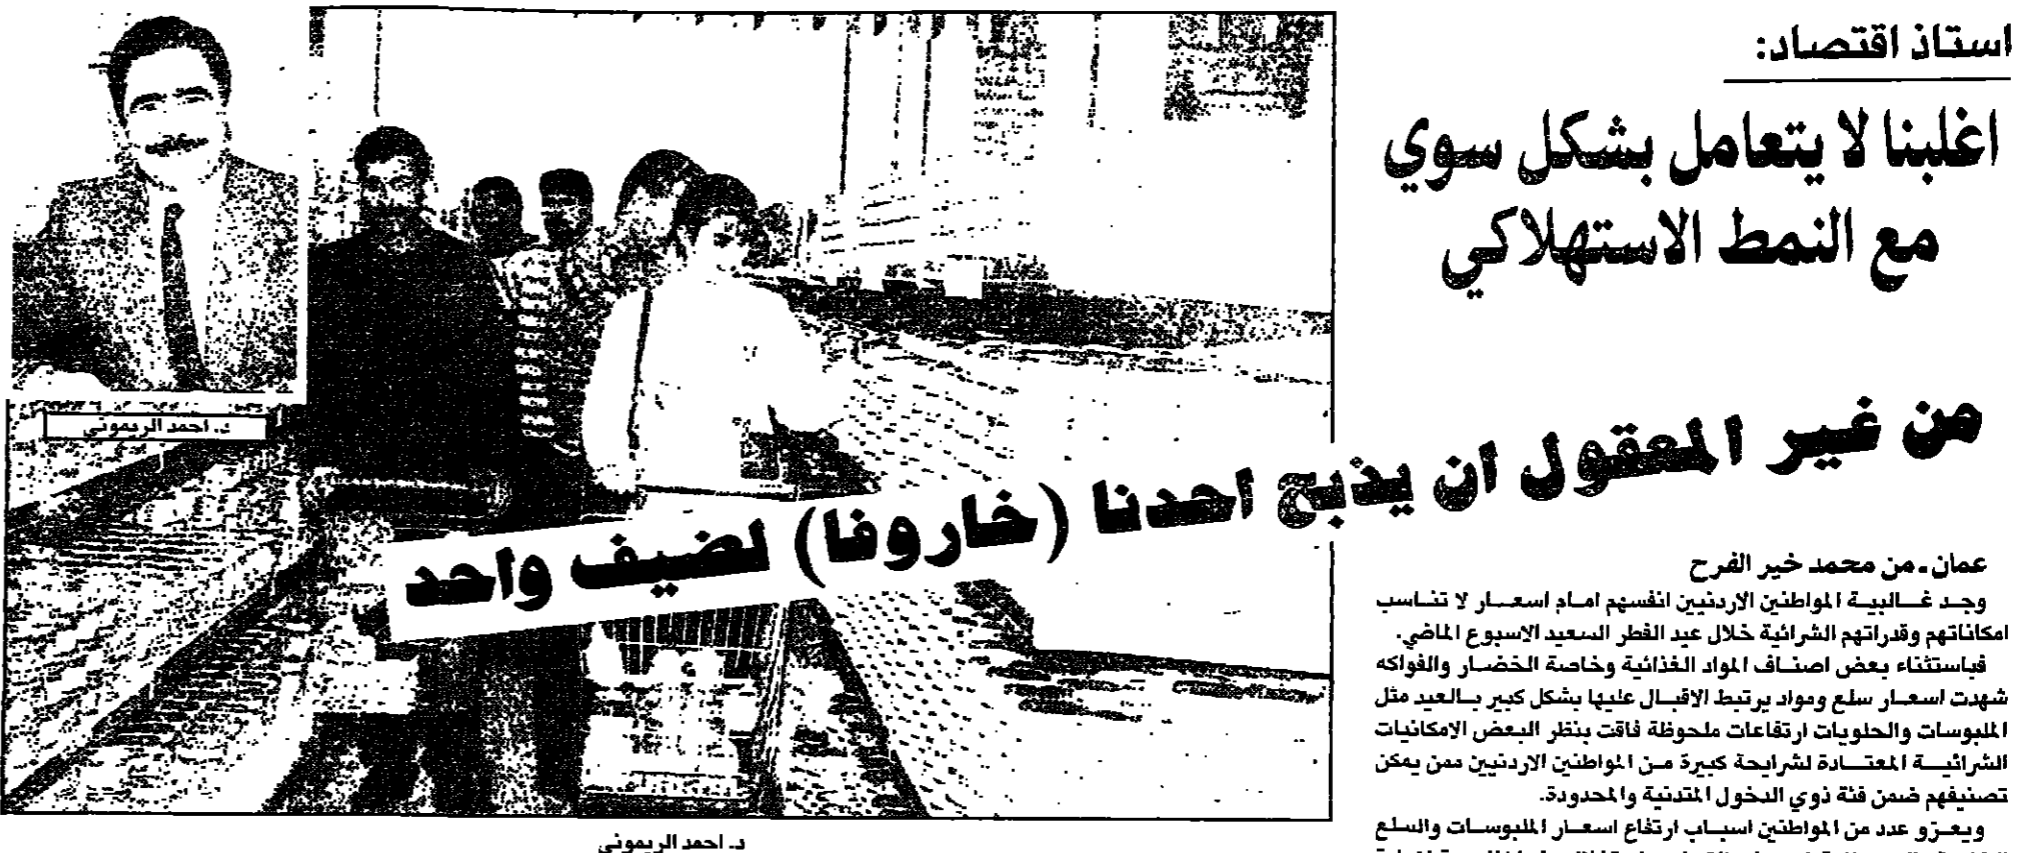 استاذ اقتصاد:
اغلبنا لا يتعامل بشكل سوي
مع النمط الاستهلاكي
من غير المعقول ان يذبح احدنا (خاروفا) لضيف واحد
د. احمد الريموني
د. احمد الريموني
عمان ـ من محمد خير الفرح
وجد غالبية المواطنين الاردنيين انفسهم امام اسعار لا تناسب
امكاناتهم وقدراتهم الشرائية خلال عيد الفطر السعيد الاسبوع الماضي.
فباستثناء بعض اصناف المواد الغذائية وخاصة الخضار والفواكه
شهدت اسعار سلع ومواد يرتبط الاقبال عليها بشكل كبير بالعيد مثل
الملبوسات والحلويات ارتفاعات ملحوظة فاقت بنظر البعض الامكانيات
الشرائية المعتادة لشرايحة كبيرة من المواطنين الاردنيين ممن يمكن
تصنيفهم ضمن فئة ذوي الدخول المتدنية والمحدودة.
ويعزو عدد من المواطنين اسباب ارتفاع اسعار الملبوسات والسلع